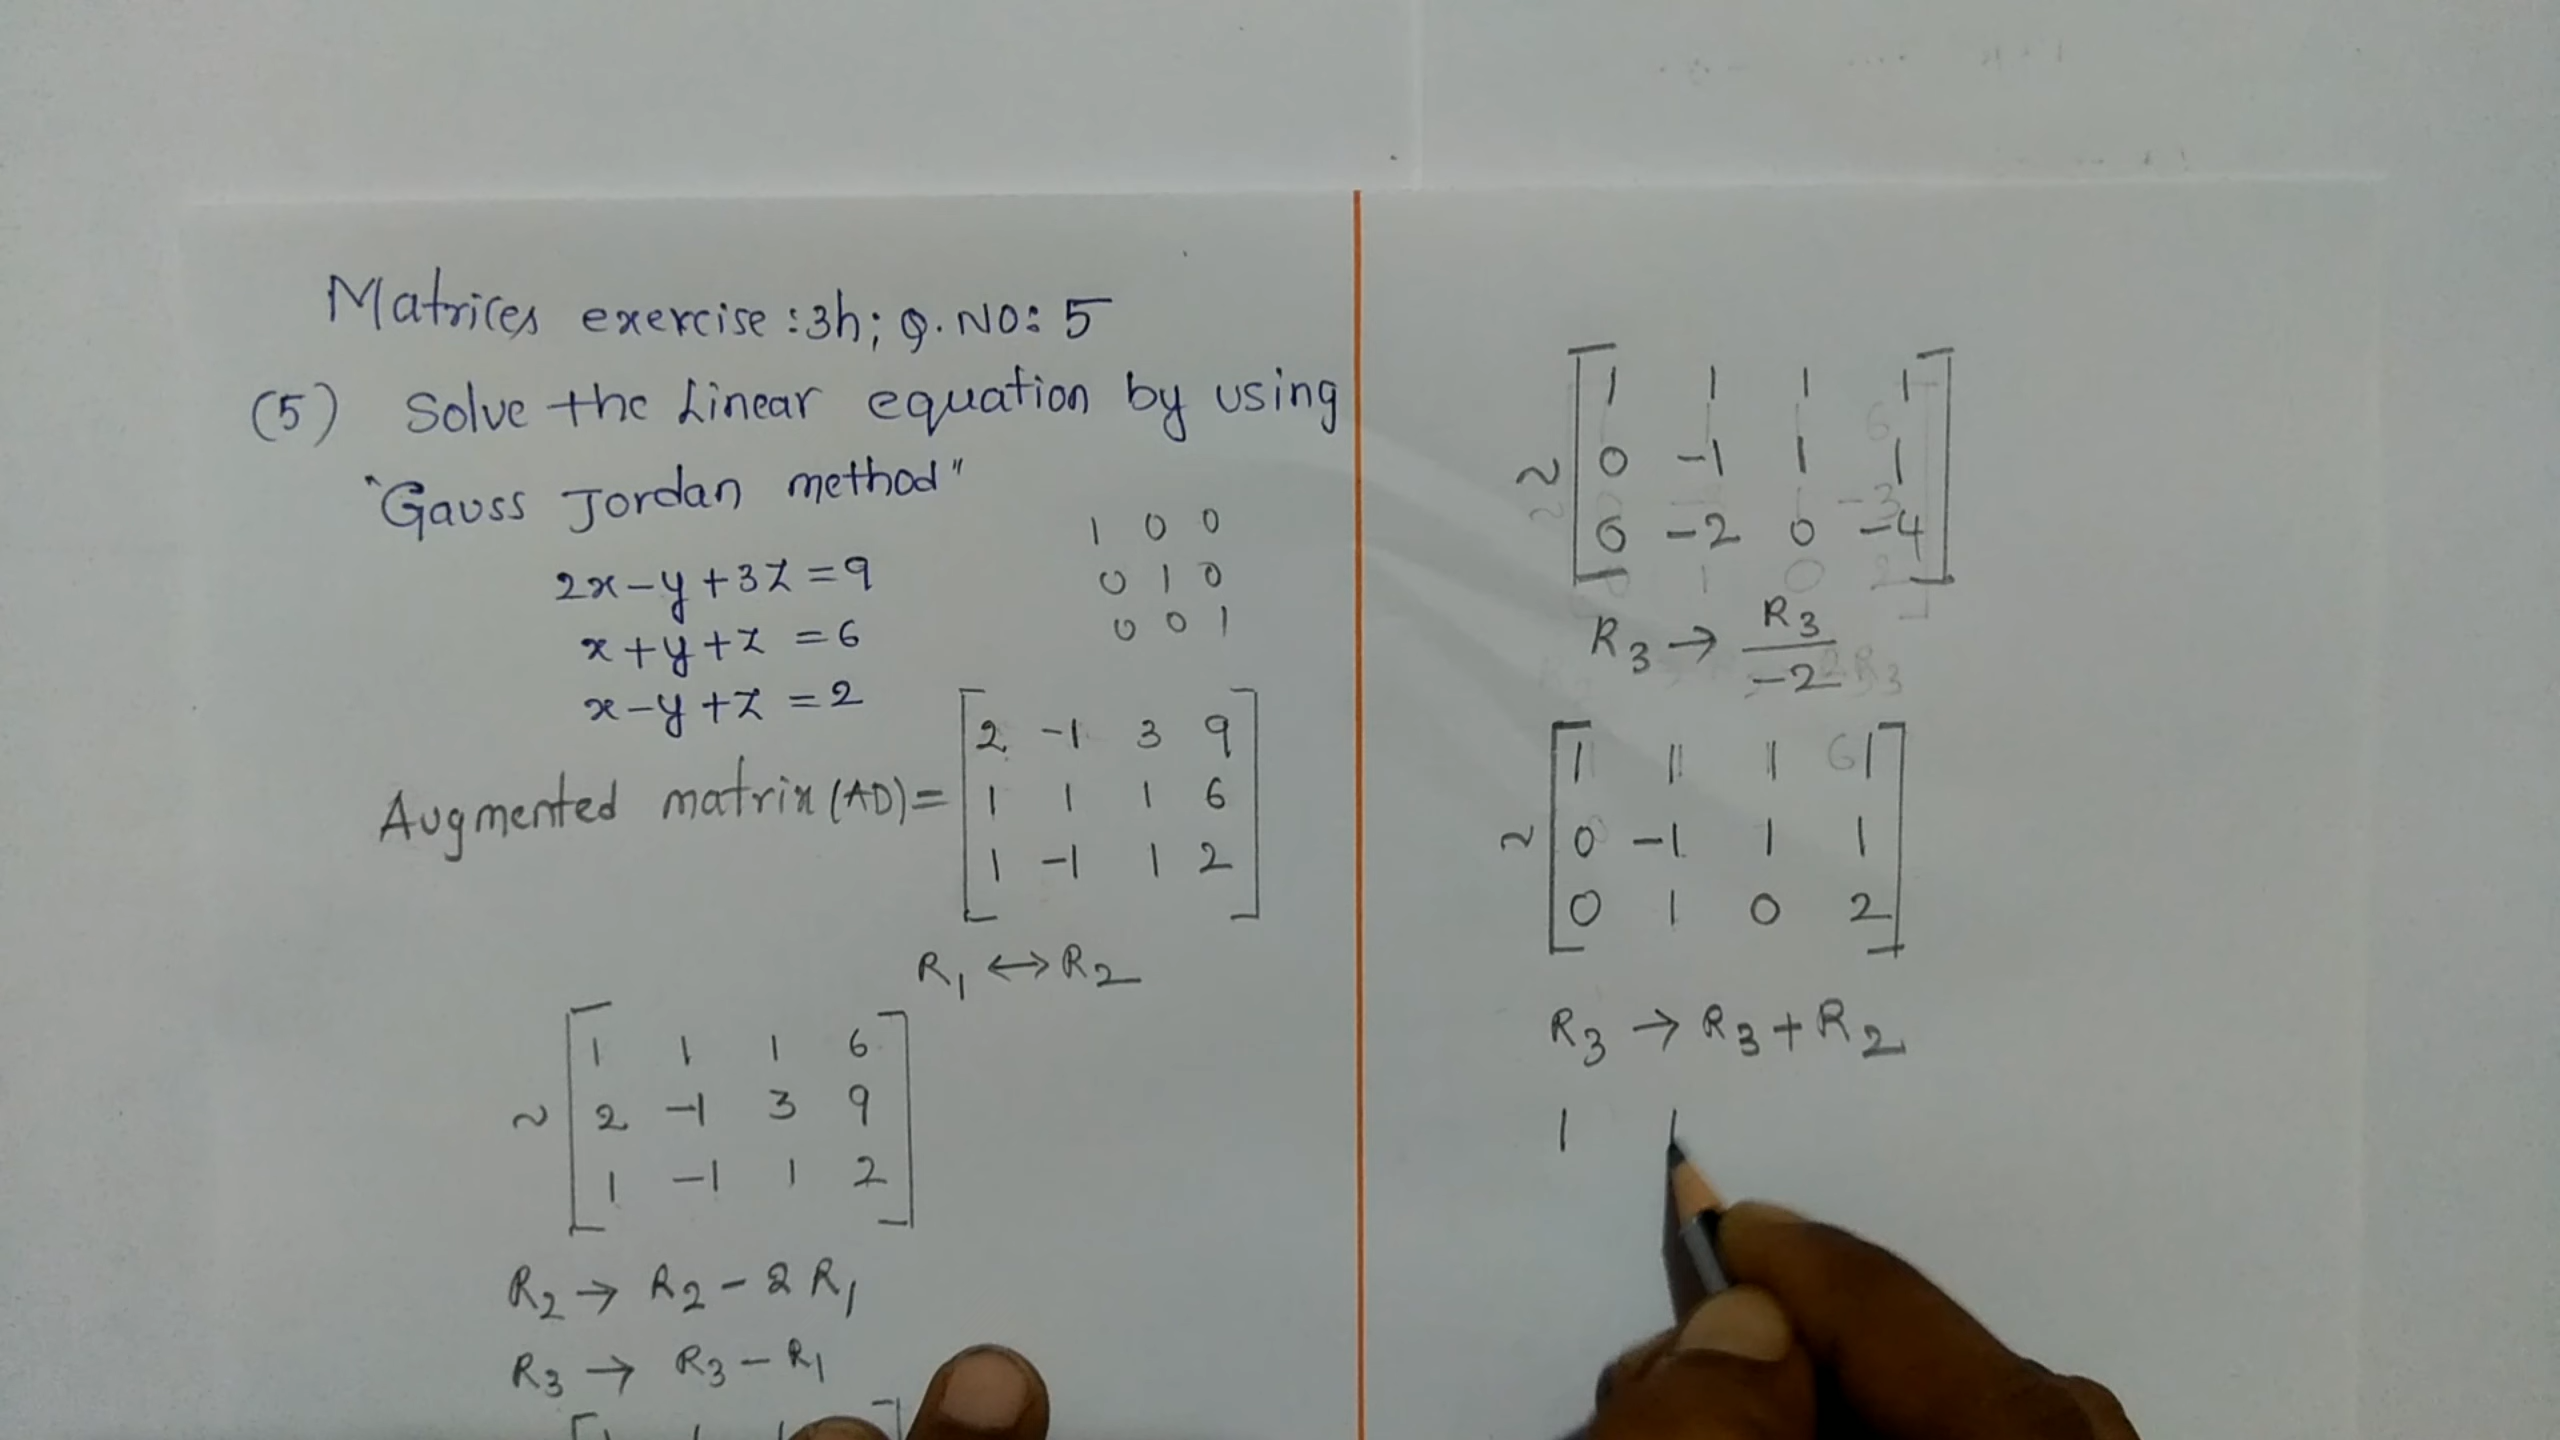 Matrices exercise:3h; Q.NO: 5
(5) Solve the Linear equation by using
"Gauss Jordan method"
2x-y+3z=9
x+y+z=6
x-y+z=2
1 0 0
0 1 0
0 0 1
Augmented matrix (AD)=
2 -1 3 9
1 1 1 6
1 -1 1 2
R1 ↔ R2
~
1 1 1 6
2 -1 3 9
1 -1 1 2
R2 → R2 - 2R1
R3 → R3 - R1
~
1 1 1 1
0 -1 1 1
0 -2 0 -4
R3 → R3/-2
~
1 1 1 1
0 -1 1 1
0 1 0 2
R3 → R3 + R2
1 1